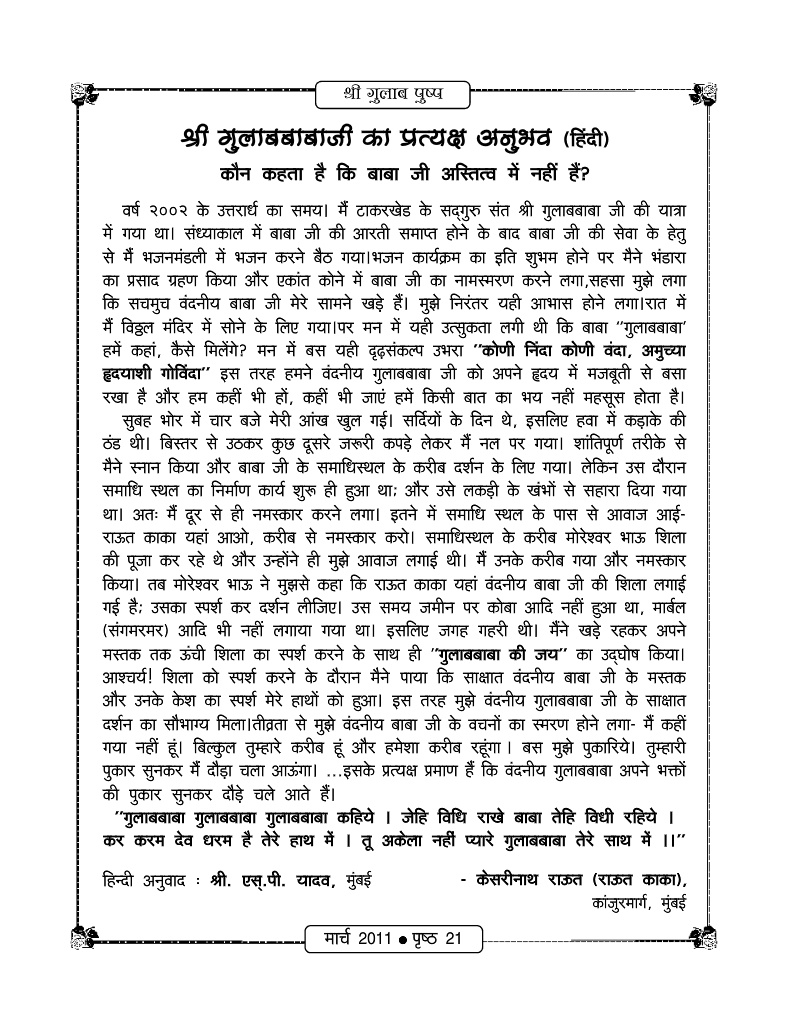 श्री गुलाब पुष्प
श्री गुलाबबाबाजी का प्रत्यक्ष अनुभव (हिंदी)
कौन कहता है कि बाबा जी अस्तित्व में नहीं हैं?
वर्ष २००२ के उत्तरार्ध का समय। मैं टाकरखेड के सद्गुरु संत श्री गुलाबबाबा जी की यात्रा
में गया था। संध्याकाल में बाबा जी की आरती समाप्त होने के बाद बाबा जी की सेवा के हेतु
से मैं भजनमंडली में भजन करने बैठ गया।भजन कार्यक्रम का इति शुभम होने पर मैने भंडारा
का प्रसाद ग्रहण किया और एकांत कोने में बाबा जी का नामस्मरण करने लगा,सहसा मुझे लगा
कि सचमुच वंदनीय बाबा जी मेरे सामने खड़े हैं। मुझे निरंतर यही आभास होने लगा।रात में
मैं विठ्ठल मंदिर में सोने के लिए गया।पर मन में यही उत्सुकता लगी थी कि बाबा ''गुलाबबाबा'
हमें कहां, कैसे मिलेंगे? मन में बस यही दृढ़संकल्प उभरा ''कोणी निंदा कोणी वंदा, अमुच्या
हृदयाशी गोविंदा'' इस तरह हमने वंदनीय गुलाबबाबा जी को अपने हृदय में मजबूती से बसा
रखा है और हम कहीं भी हों, कहीं भी जाएं हमें किसी बात का भय नहीं महसूस होता है।
सुबह भोर में चार बजे मेरी आंख खुल गई। सर्दियों के दिन थे, इसलिए हवा में कड़ाके की
ठंड थी। बिस्तर से उठकर कुछ दूसरे जरूरी कपड़े लेकर मैं नल पर गया। शांतिपूर्ण तरीके से
मैने स्नान किया और बाबा जी के समाधिस्थल के करीब दर्शन के लिए गया। लेकिन उस दौरान
समाधि स्थल का निर्माण कार्य शुरू ही हुआ था; और उसे लकड़ी के खंभों से सहारा दिया गया
था। अतः मैं दूर से ही नमस्कार करने लगा। इतने में समाधि स्थल के पास से आवाज आई-
राऊत काका यहां आओ, करीब से नमस्कार करो। समाधिस्थल के करीब मोरेश्वर भाऊ शिला
की पूजा कर रहे थे और उन्होंने ही मुझे आवाज लगाई थी। मैं उनके करीब गया और नमस्कार
किया। तब मोरेश्वर भाऊ ने मुझसे कहा कि राऊत काका यहां वंदनीय बाबा जी की शिला लगाई
गई है; उसका स्पर्श कर दर्शन लीजिए। उस समय जमीन पर कोबा आदि नहीं हुआ था, मार्बल
(संगमरमर) आदि भी नहीं लगाया गया था। इसलिए जगह गहरी थी। मैंने खड़े रहकर अपने
मस्तक तक ऊंची शिला का स्पर्श करने के साथ ही ''गुलाबबाबा की जय'' का उद्घोष किया।
आश्चर्य! शिला को स्पर्श करने के दौरान मैने पाया कि साक्षात वंदनीय बाबा जी के मस्तक
और उनके केश का स्पर्श मेरे हाथों को हुआ। इस तरह मुझे वंदनीय गुलाबबाबा जी के साक्षात
दर्शन का सौभाग्य मिला।तीव्रता से मुझे वंदनीय बाबा जी के वचनों का स्मरण होने लगा- मैं कहीं
गया नहीं हूं। बिल्कुल तुम्हारे करीब हूं और हमेशा करीब रहूंगा । बस मुझे पुकारिये। तुम्हारी
पुकार सुनकर मैं दौड़ा चला आऊंगा। ...इसके प्रत्यक्ष प्रमाण हैं कि वंदनीय गुलाबबाबा अपने भक्तों
की पुकार सुनकर दौड़े चले आते हैं।
''गुलाबबाबा गुलाबबाबा गुलाबबाबा कहिये । जेहि विधि राखे बाबा तेहि विधी रहिये ।
कर करम देव धरम है तेरे हाथ में । तू अकेला नहीं प्यारे गुलाबबाबा तेरे साथ में ।।''
हिन्दी अनुवाद : श्री. एस्.पी. यादव, मुंबई - केसरीनाथ राऊत (राऊत काका),
कांजुरमार्ग, मुंबई
मार्च 2011 ● पृष्ठ 21